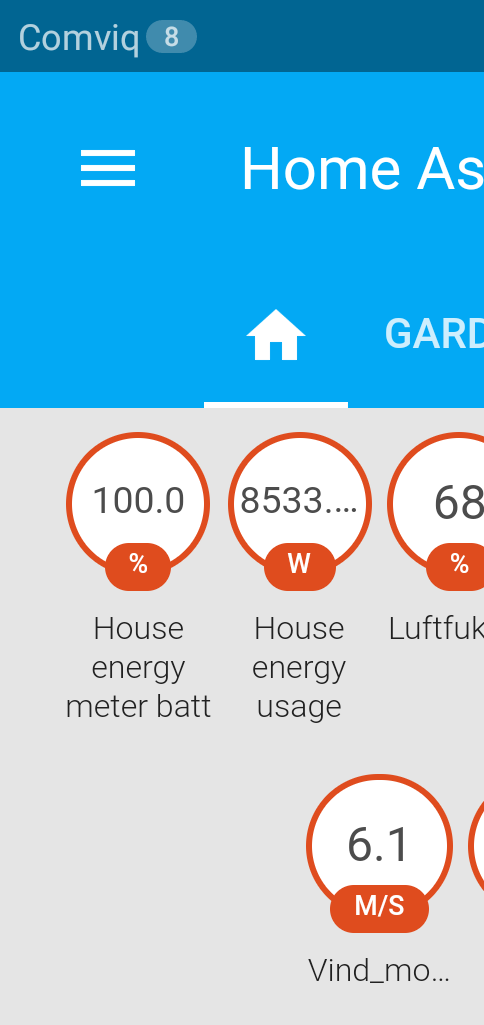 Comviq 8
Home As
GARD
100.0 8533.... 68
% W %
House House Luftfuk
energy energy
meter batt usage
6.1
M/S
Vind_mo...